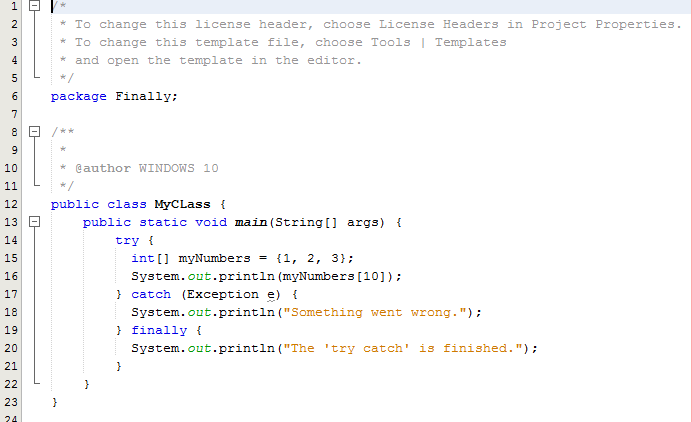 1 /*
2 * To change this license header, choose License Headers in Project Properties.
3 * To change this template file, choose Tools | Templates
4 * and open the template in the editor.
5 */
6 package Finally;
7
8 /**
9 *
10 * @author WINDOWS 10
11 */
12 public class MyCLass {
13 public static void main(String[] args) {
14 try {
15 int[] myNumbers = {1, 2, 3};
16 System.out.println(myNumbers[10]);
17 } catch (Exception e) {
18 System.out.println("Something went wrong.");
19 } finally {
20 System.out.println("The 'try catch' is finished.");
21 }
22 }
23 }
24